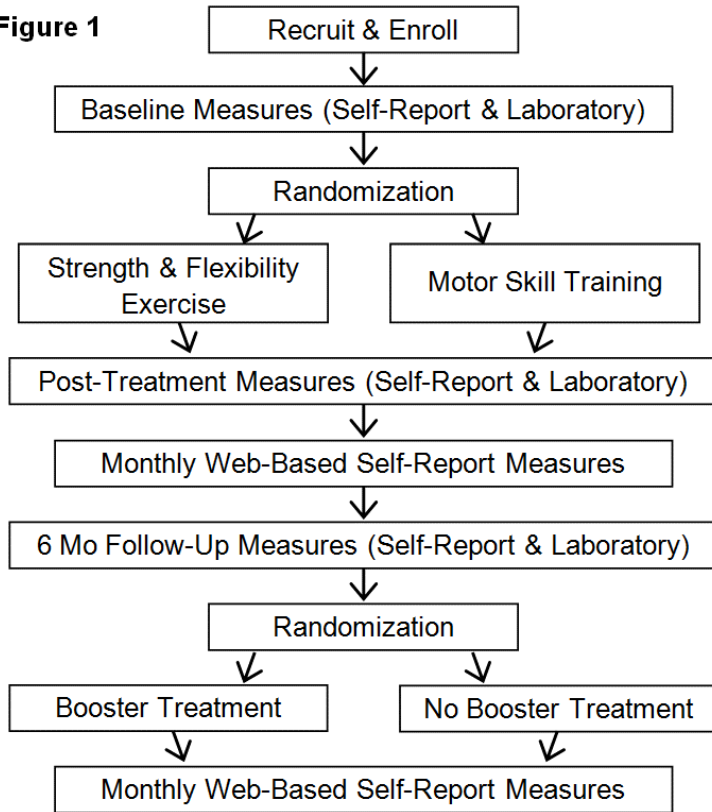 Figure 1
Recruit & Enroll
Baseline Measures (Self-Report & Laboratory)
Randomization
Strength & Flexibility
Exercise
Motor Skill Training
Post-Treatment Measures (Self-Report & Laboratory)
Monthly Web-Based Self-Report Measures
6 Mo Follow-Up Measures (Self-Report & Laboratory)
Randomization
Booster Treatment
No Booster Treatment
Monthly Web-Based Self-Report Measures